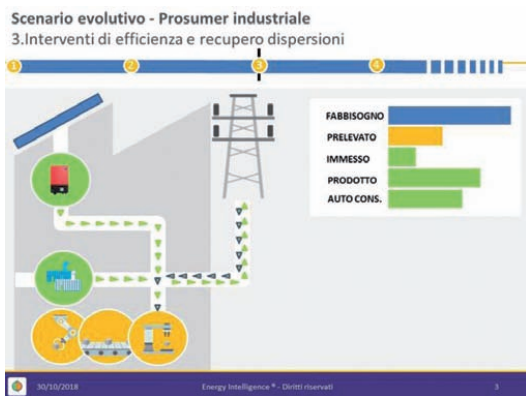 Scenario evolutivo - Prosumer industriale
3.Interventi di efficienza e recupero dispersioni
1 2 3 4
FABBISOGNO
PRELEVATO
IMMESSO
PRODOTTO
AUTO CONS.
30/10/2018 Energy Intelligence ® - Diritti riservati 3